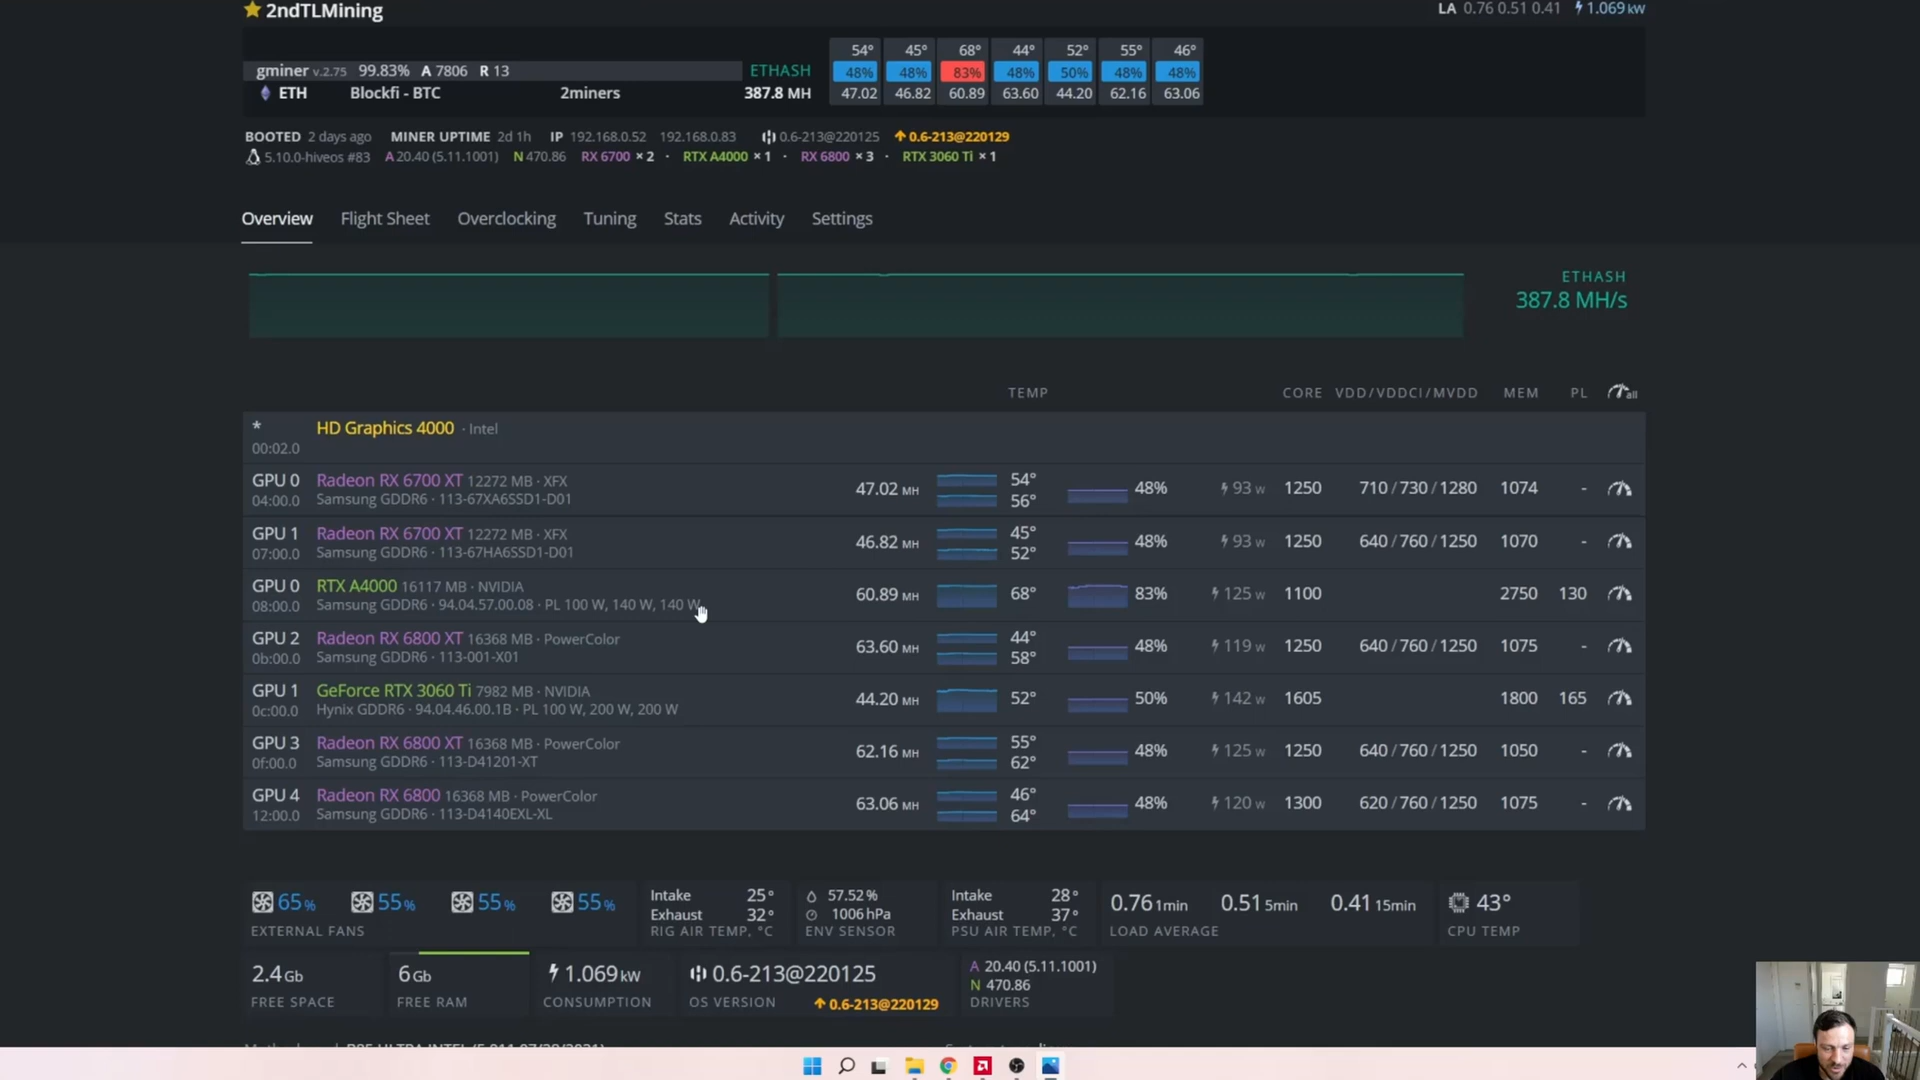 2ndTLMining
LA 0.76 0.51 0.41 1.069 kW
54° 45° 68° 44° 52° 55° 46°
gminer v.2.75 99.83% A 7806 R 13 ETHASH 48% 48% 83% 48% 50% 48% 48%
ETH Blockfi - BTC 2miners 387.8 MH 47.02 46.82 60.89 63.60 44.20 62.16 63.06
BOOTED 2 days ago MINER UPTIME 2d 1h IP 192.168.0.52 192.168.0.83 0.6-213@220125 0.6-213@220129
5.10.0-hiveos #83 A 20.40 (5.11.1001) N 470.86 RX 6700 × 2 · RTX A4000 × 1 · RX 6800 × 3 · RTX 3060 Ti × 1
Overview Flight Sheet Overclocking Tuning Stats Activity Settings
ETHASH
387.8 MH/s
TEMP CORE VDD/VDDCI/MVDD MEM PL all
* HD Graphics 4000 · Intel
00:02.0
GPU 0 Radeon RX 6700 XT 12272 MB · XFX 47.02 MH 54° 48% 93 W 1250 710 / 730 / 1280 1074 -
04:00.0 Samsung GDDR6 · 113-67XA6SSD1-D01 56°
GPU 1 Radeon RX 6700 XT 12272 MB · XFX 46.82 MH 45° 48% 93 W 1250 640 / 760 / 1250 1070 -
07:00.0 Samsung GDDR6 · 113-67HA6SSD1-D01 52°
GPU 0 RTX A4000 16117 MB · NVIDIA 60.89 MH 68° 83% 125 W 1100 2750 130
08:00.0 Samsung GDDR6 · 94.04.57.00.08 · PL 100 W, 140 W, 140 W
GPU 2 Radeon RX 6800 XT 16368 MB · PowerColor 63.60 MH 44° 48% 119 W 1250 640 / 760 / 1250 1075 -
0b:00.0 Samsung GDDR6 · 113-001-X01 58°
GPU 1 GeForce RTX 3060 Ti 7982 MB · NVIDIA 44.20 MH 52° 50% 142 W 1605 1800 165
0c:00.0 Hynix GDDR6 · 94.04.46.00.1B · PL 100 W, 200 W, 200 W
GPU 3 Radeon RX 6800 XT 16368 MB · PowerColor 62.16 MH 55° 48% 125 W 1250 640 / 760 / 1250 1050 -
0f:00.0 Samsung GDDR6 · 113-D41201-XT 62°
GPU 4 Radeon RX 6800 16368 MB · PowerColor 63.06 MH 46° 48% 120 W 1300 620 / 760 / 1250 1075 -
12:00.0 Samsung GDDR6 · 113-D4140EXL-XL 64°
65% 55% 55% 55%
EXTERNAL FANS
Intake 25°
Exhaust 32°
RIG AIR TEMP, °C
57.52 %
1006 hPa
ENV SENSOR
Intake 28°
Exhaust 37°
PSU AIR TEMP, °C
0.76 1min 0.51 5min 0.41 15min
LOAD AVERAGE
43°
CPU TEMP
2.4 Gb
FREE SPACE
6 Gb
FREE RAM
1.069 kW
CONSUMPTION
0.6-213@220125
OS VERSION 0.6-213@220129
A 20.40 (5.11.1001)
N 470.86
DRIVERS